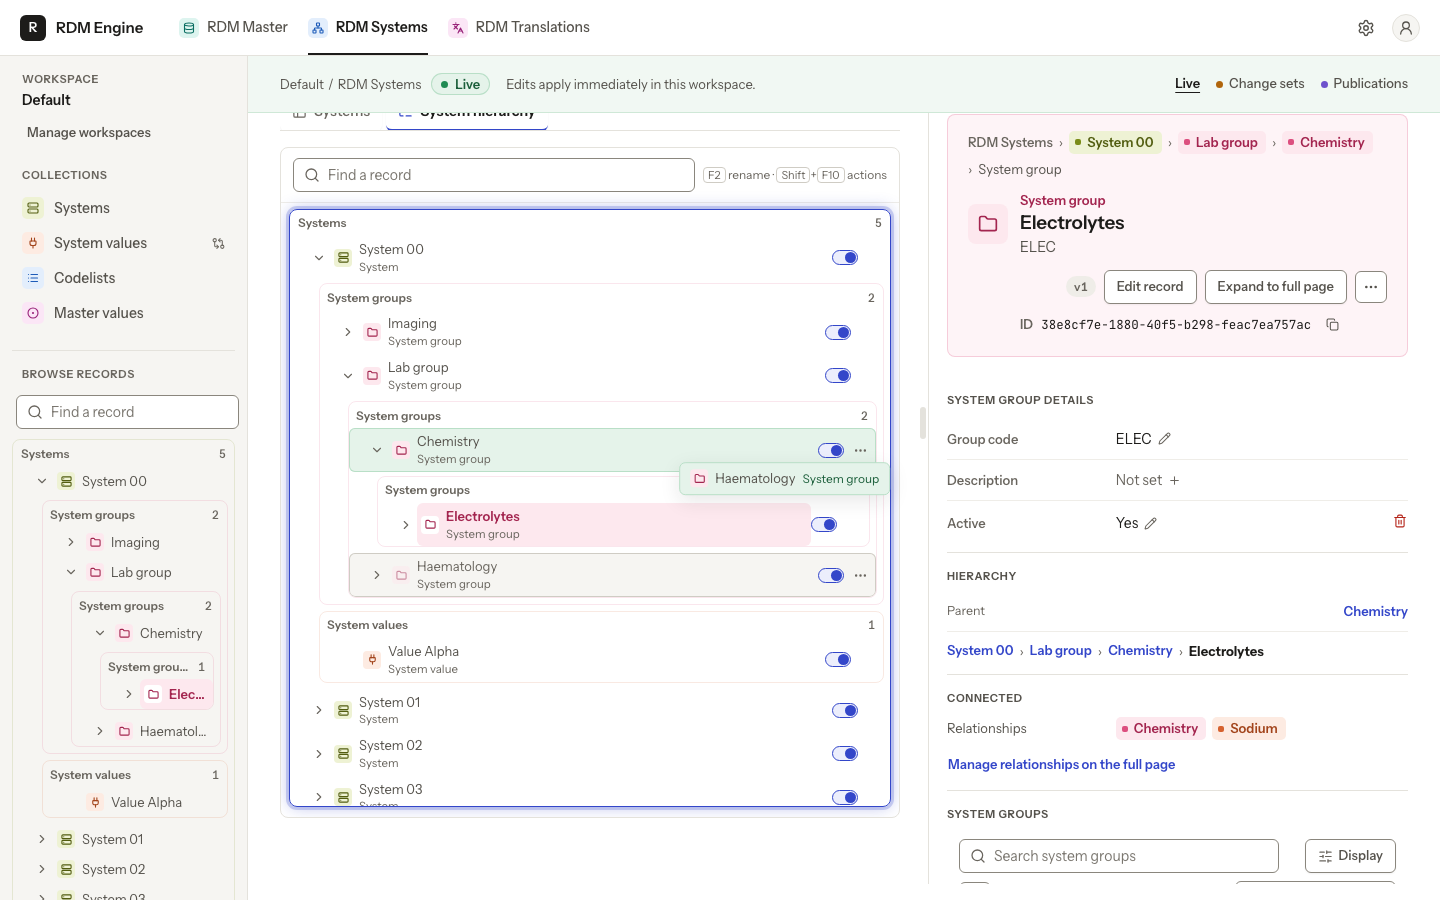 R RDM Engine
RDM Master
RDM Systems
RDM Translations
WORKSPACE
Default
Manage workspaces
COLLECTIONS
Systems
System values
Codelists
Master values
BROWSE RECORDS
Find a record
Systems 5
System 00
System groups 2
Imaging
Lab group
System groups 2
Chemistry
System grou... 1
Elec...
Haematol...
System values 1
Value Alpha
System 01
System 02
System 03
Default / RDM Systems
Live
Edits apply immediately in this workspace.
Live
Change sets
Publications
Systems
System hierarchy
Find a record
F2 rename · Shift + F10 actions
Systems 5
System 00
System
System groups 2
Imaging
System group
Lab group
System group
System groups 2
Chemistry
System group
Haematology System group
System groups
Electrolytes
System group
Haematology
System group
System values 1
Value Alpha
System value
System 01
System
System 02
System
System 03
System
RDM Systems › System 00 › Lab group › Chemistry
› System group
System group
Electrolytes
ELEC
v1
Edit record
Expand to full page
ID 38e8cf7e-1880-40f5-b298-feac7ea757ac
SYSTEM GROUP DETAILS
Group code ELEC
Description Not set
Active Yes
HIERARCHY
Parent Chemistry
System 00 › Lab group › Chemistry › Electrolytes
CONNECTED
Relationships Chemistry Sodium
Manage relationships on the full page
SYSTEM GROUPS
Search system groups
Display